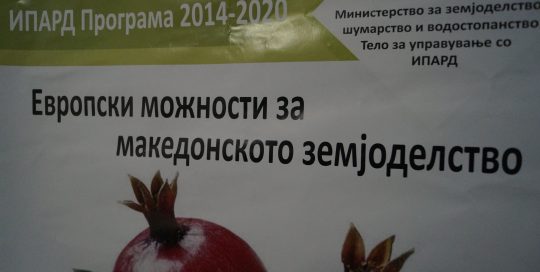 ИПАРД Програма 2014-2020
Министерство за земјоделство
шумарство и водостопанство
Тело за управување со
ИПАРД
Европски можности за
македонското земјоделство